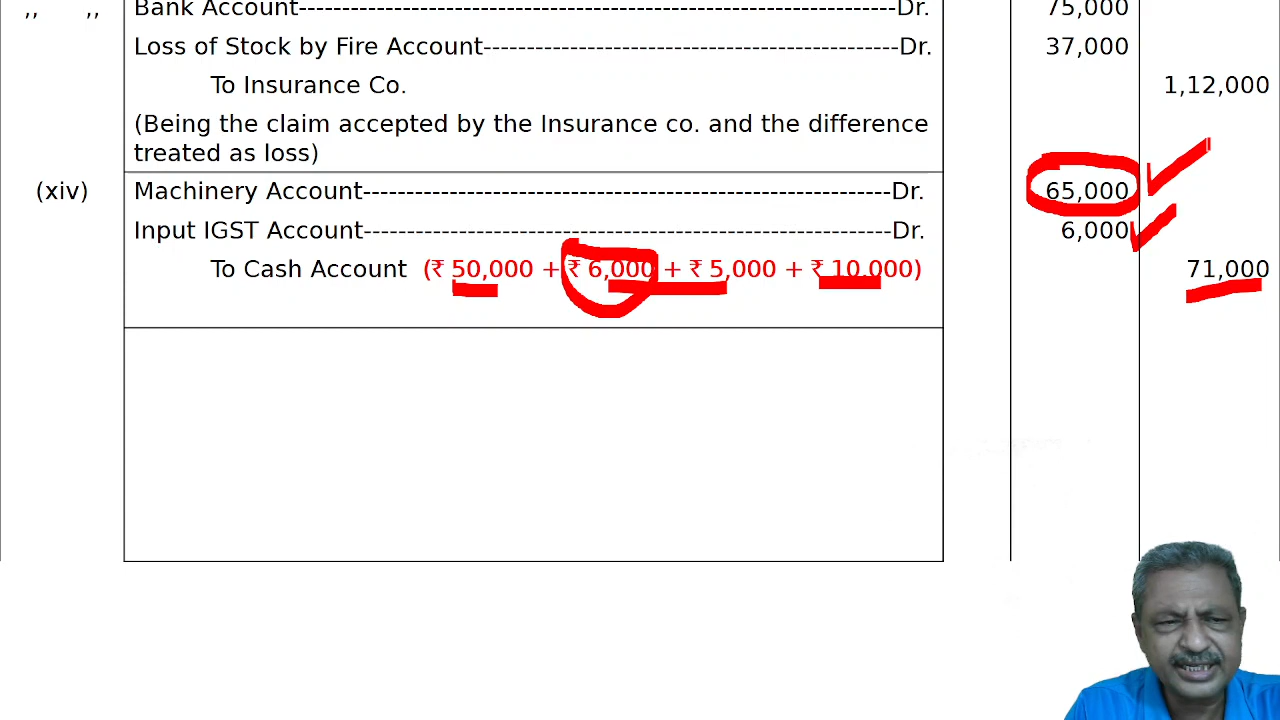 ,, ,, Bank Account--------------------------------------------------------------------Dr. 75,000
Loss of Stock by Fire Account------------------------------------------------Dr. 37,000
To Insurance Co. 1,12,000
(Being the claim accepted by the Insurance co. and the difference
treated as loss)
(xiv) Machinery Account-------------------------------------------------------------Dr. 65,000
Input IGST Account-------------------------------------------------------------Dr. 6,000
To Cash Account (₹ 50,000 + ₹ 6,000 + ₹ 5,000 + ₹ 10,000) 71,000